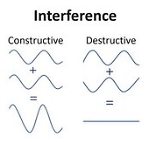 Interference
Constructive Destructive
+ +
= =